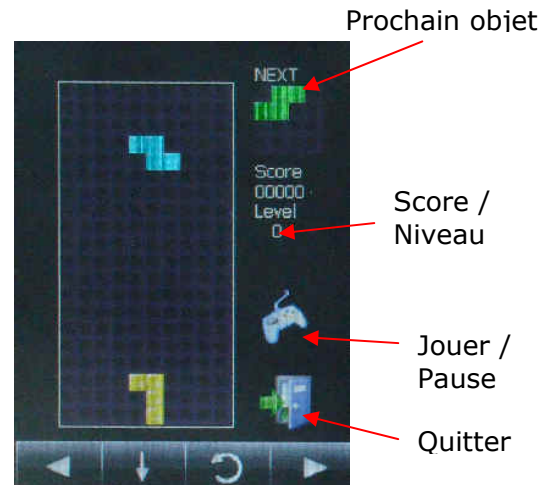 Prochain objet
NEXT
Score
00000
Level
0
Score /
Niveau
Jouer /
Pause
Quitter